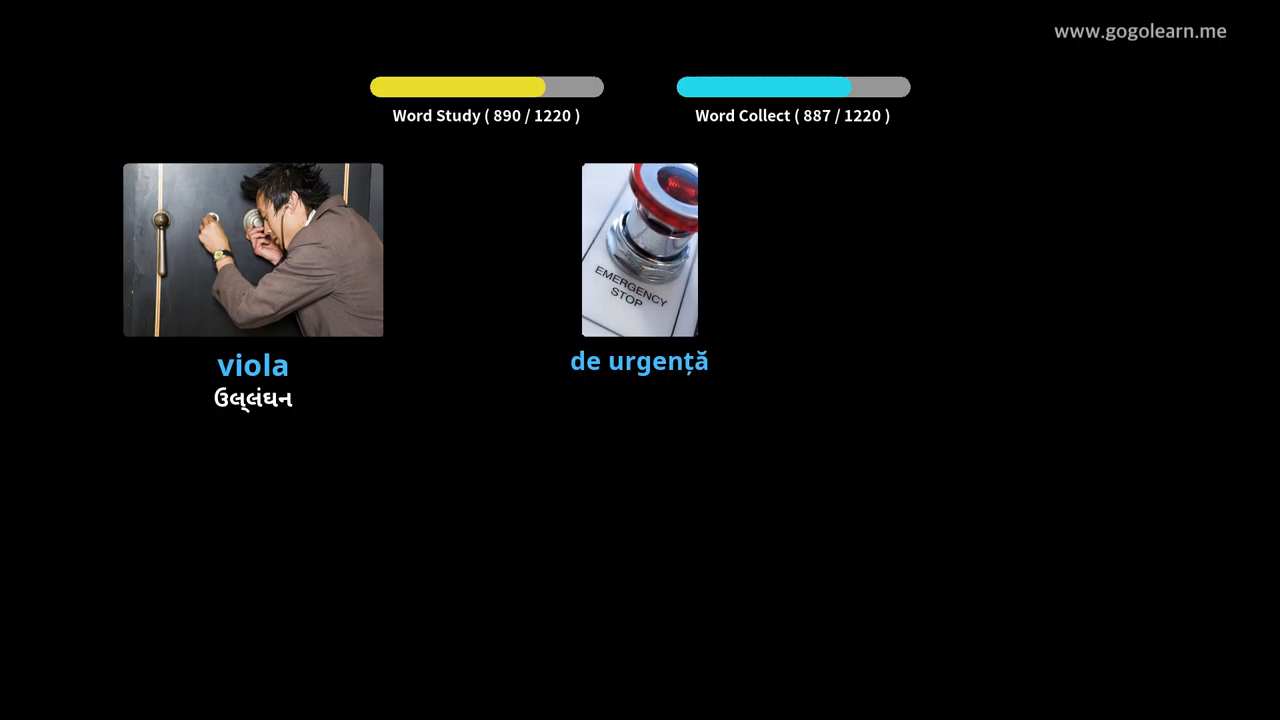 www.gogolearn.me
Word Study ( 890 / 1220 )
Word Collect ( 887 / 1220 )
EMERGENCY
STOP
viola
ઉલ્લંઘન
de urgență